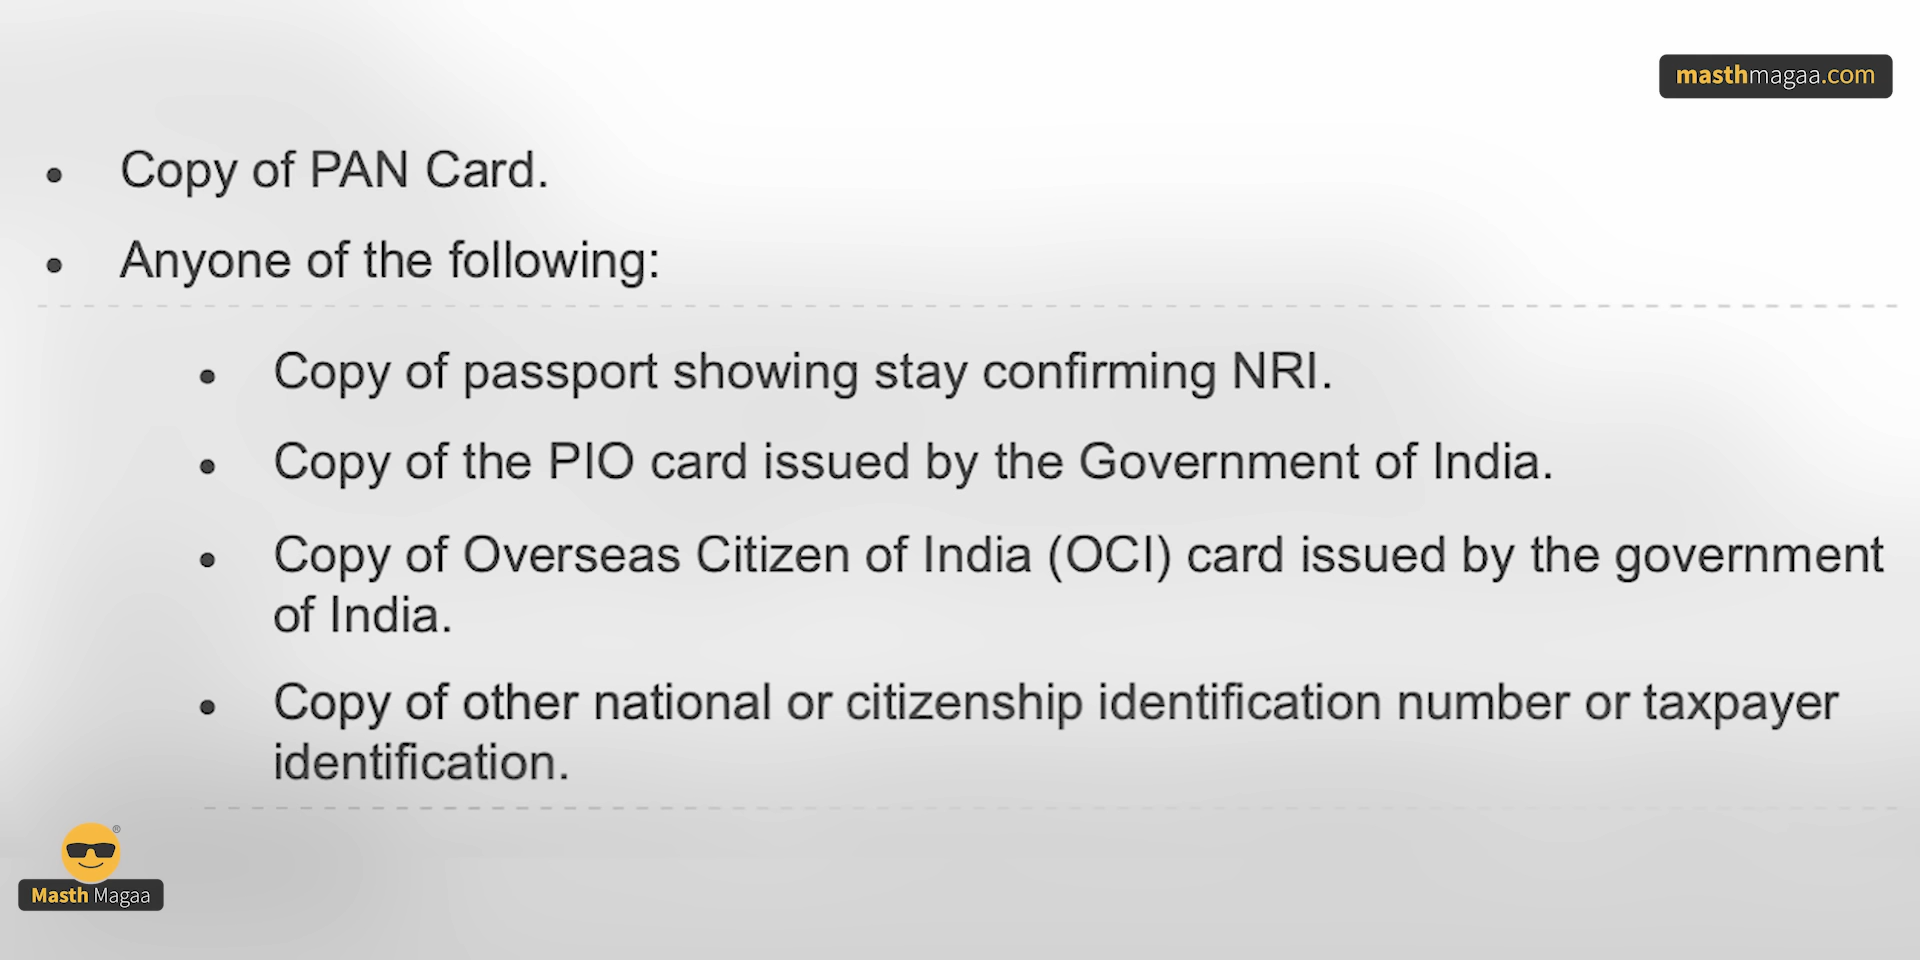 masthmagaa.com
• Copy of PAN Card.
• Anyone of the following:
• Copy of passport showing stay confirming NRI.
• Copy of the PIO card issued by the Government of India.
• Copy of Overseas Citizen of India (OCI) card issued by the government
of India.
• Copy of other national or citizenship identification number or taxpayer
identification.
®
Masth Magaa